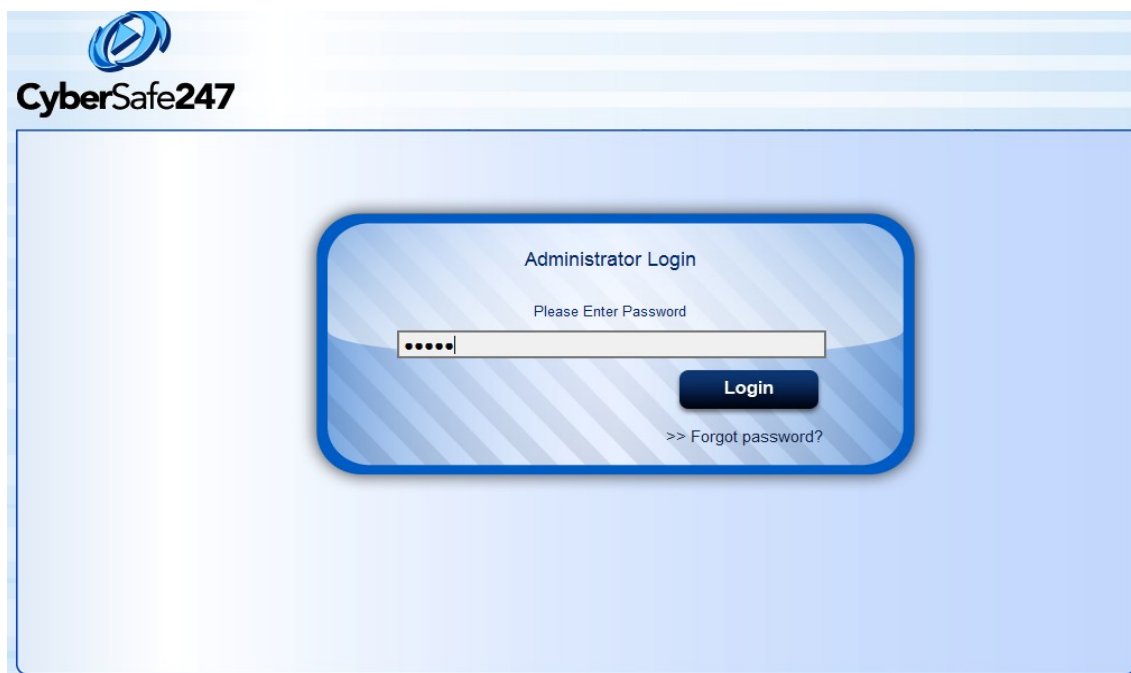 CyberSafe247
Administrator Login
Please Enter Password
•••••
Login
>> Forgot password?